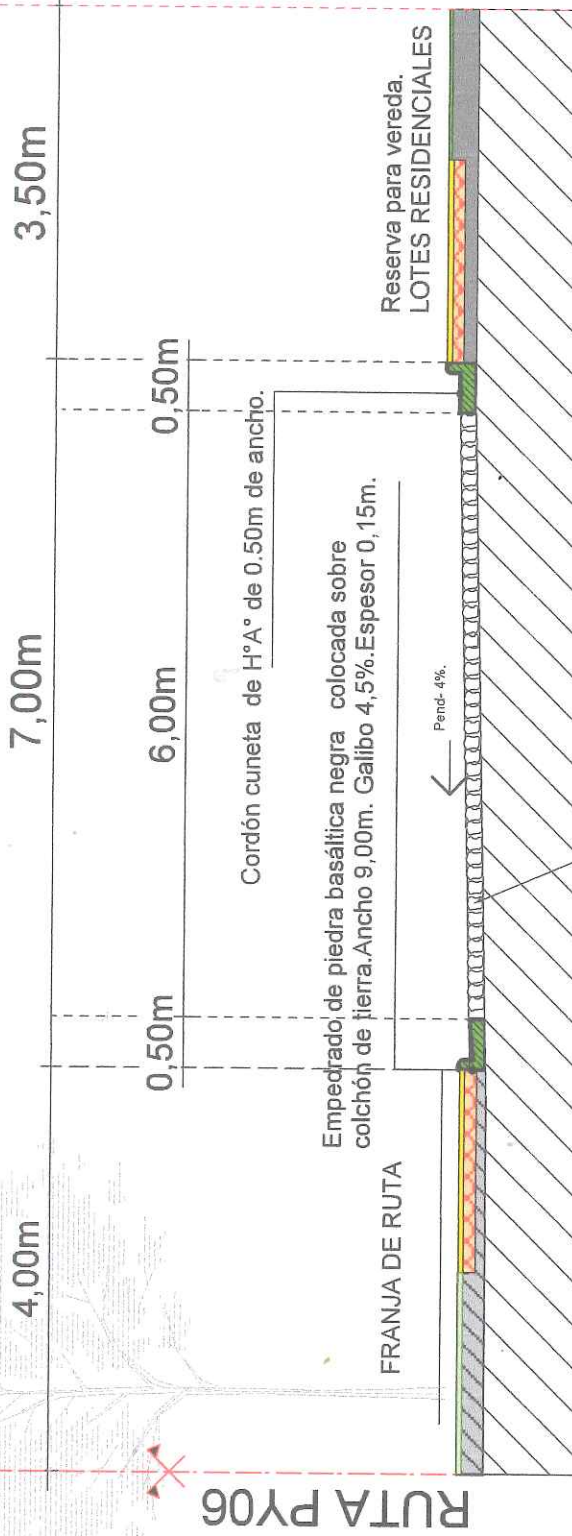 4,00m
7,00m
3,50m
0,50m
6,00m
0,50m
Cordón cuneta de H°A° de 0.50m de ancho.
Empedrado de piedra basáltica negra colocada sobre
colchón de tierra.Ancho 9,00m. Galibo 4,5%.Espesor 0,15m.
Reserva para vereda.
LOTES RESIDENCIALES
FRANJA DE RUTA
Pend- 4%.
RUTA PY06